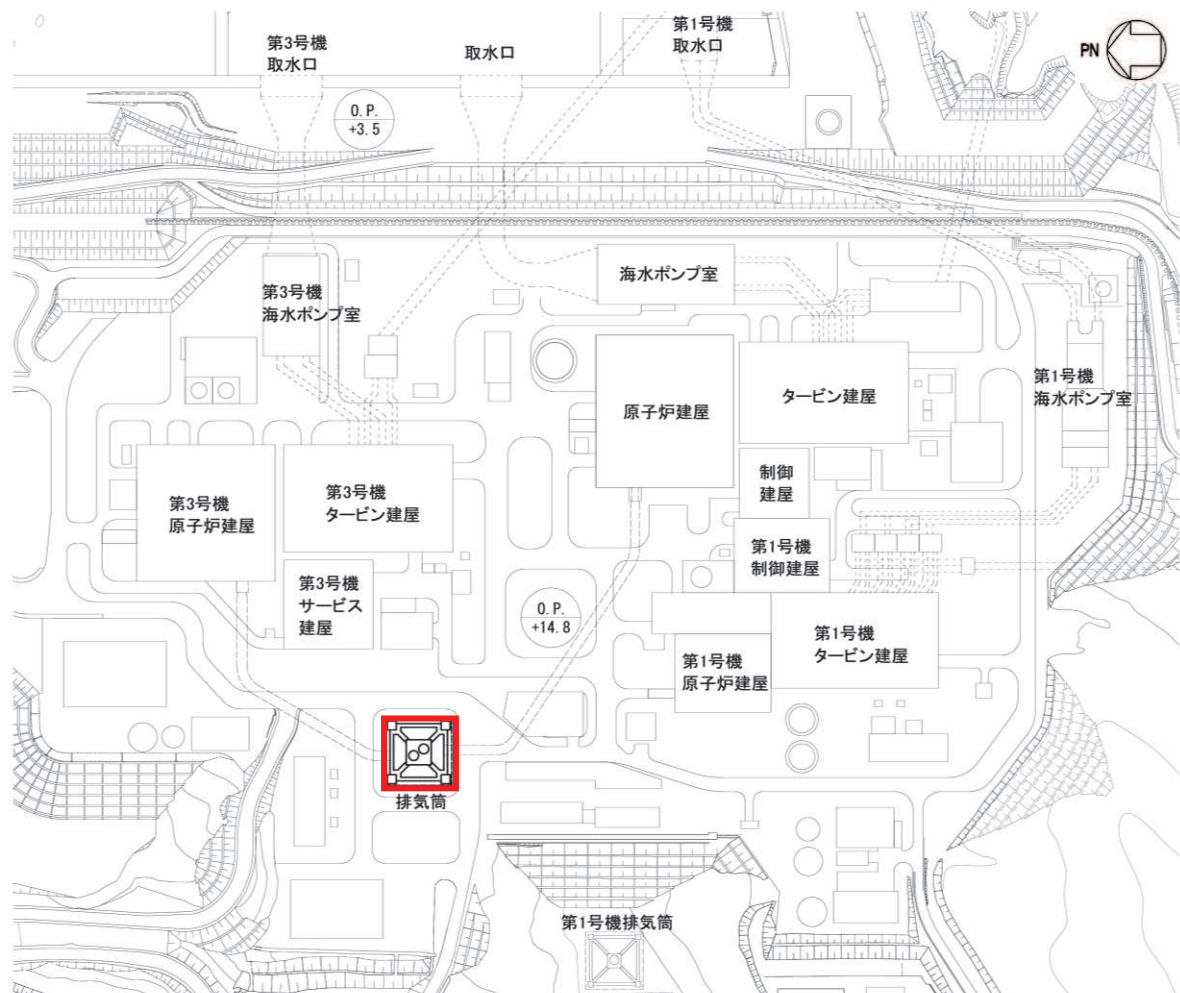 第3号機
取水口
取水口
第1号機
取水口
PN
O.P.
+3.5
第3号機
海水ポンプ室
海水ポンプ室
第1号機
海水ポンプ室
原子炉建屋
タービン建屋
制御
建屋
第3号機
原子炉建屋
第3号機
タービン建屋
第1号機
制御建屋
第3号機
サービス
建屋
O.P.
+14.8
第1号機
タービン建屋
第1号機
原子炉建屋
排気筒
第1号機排気筒